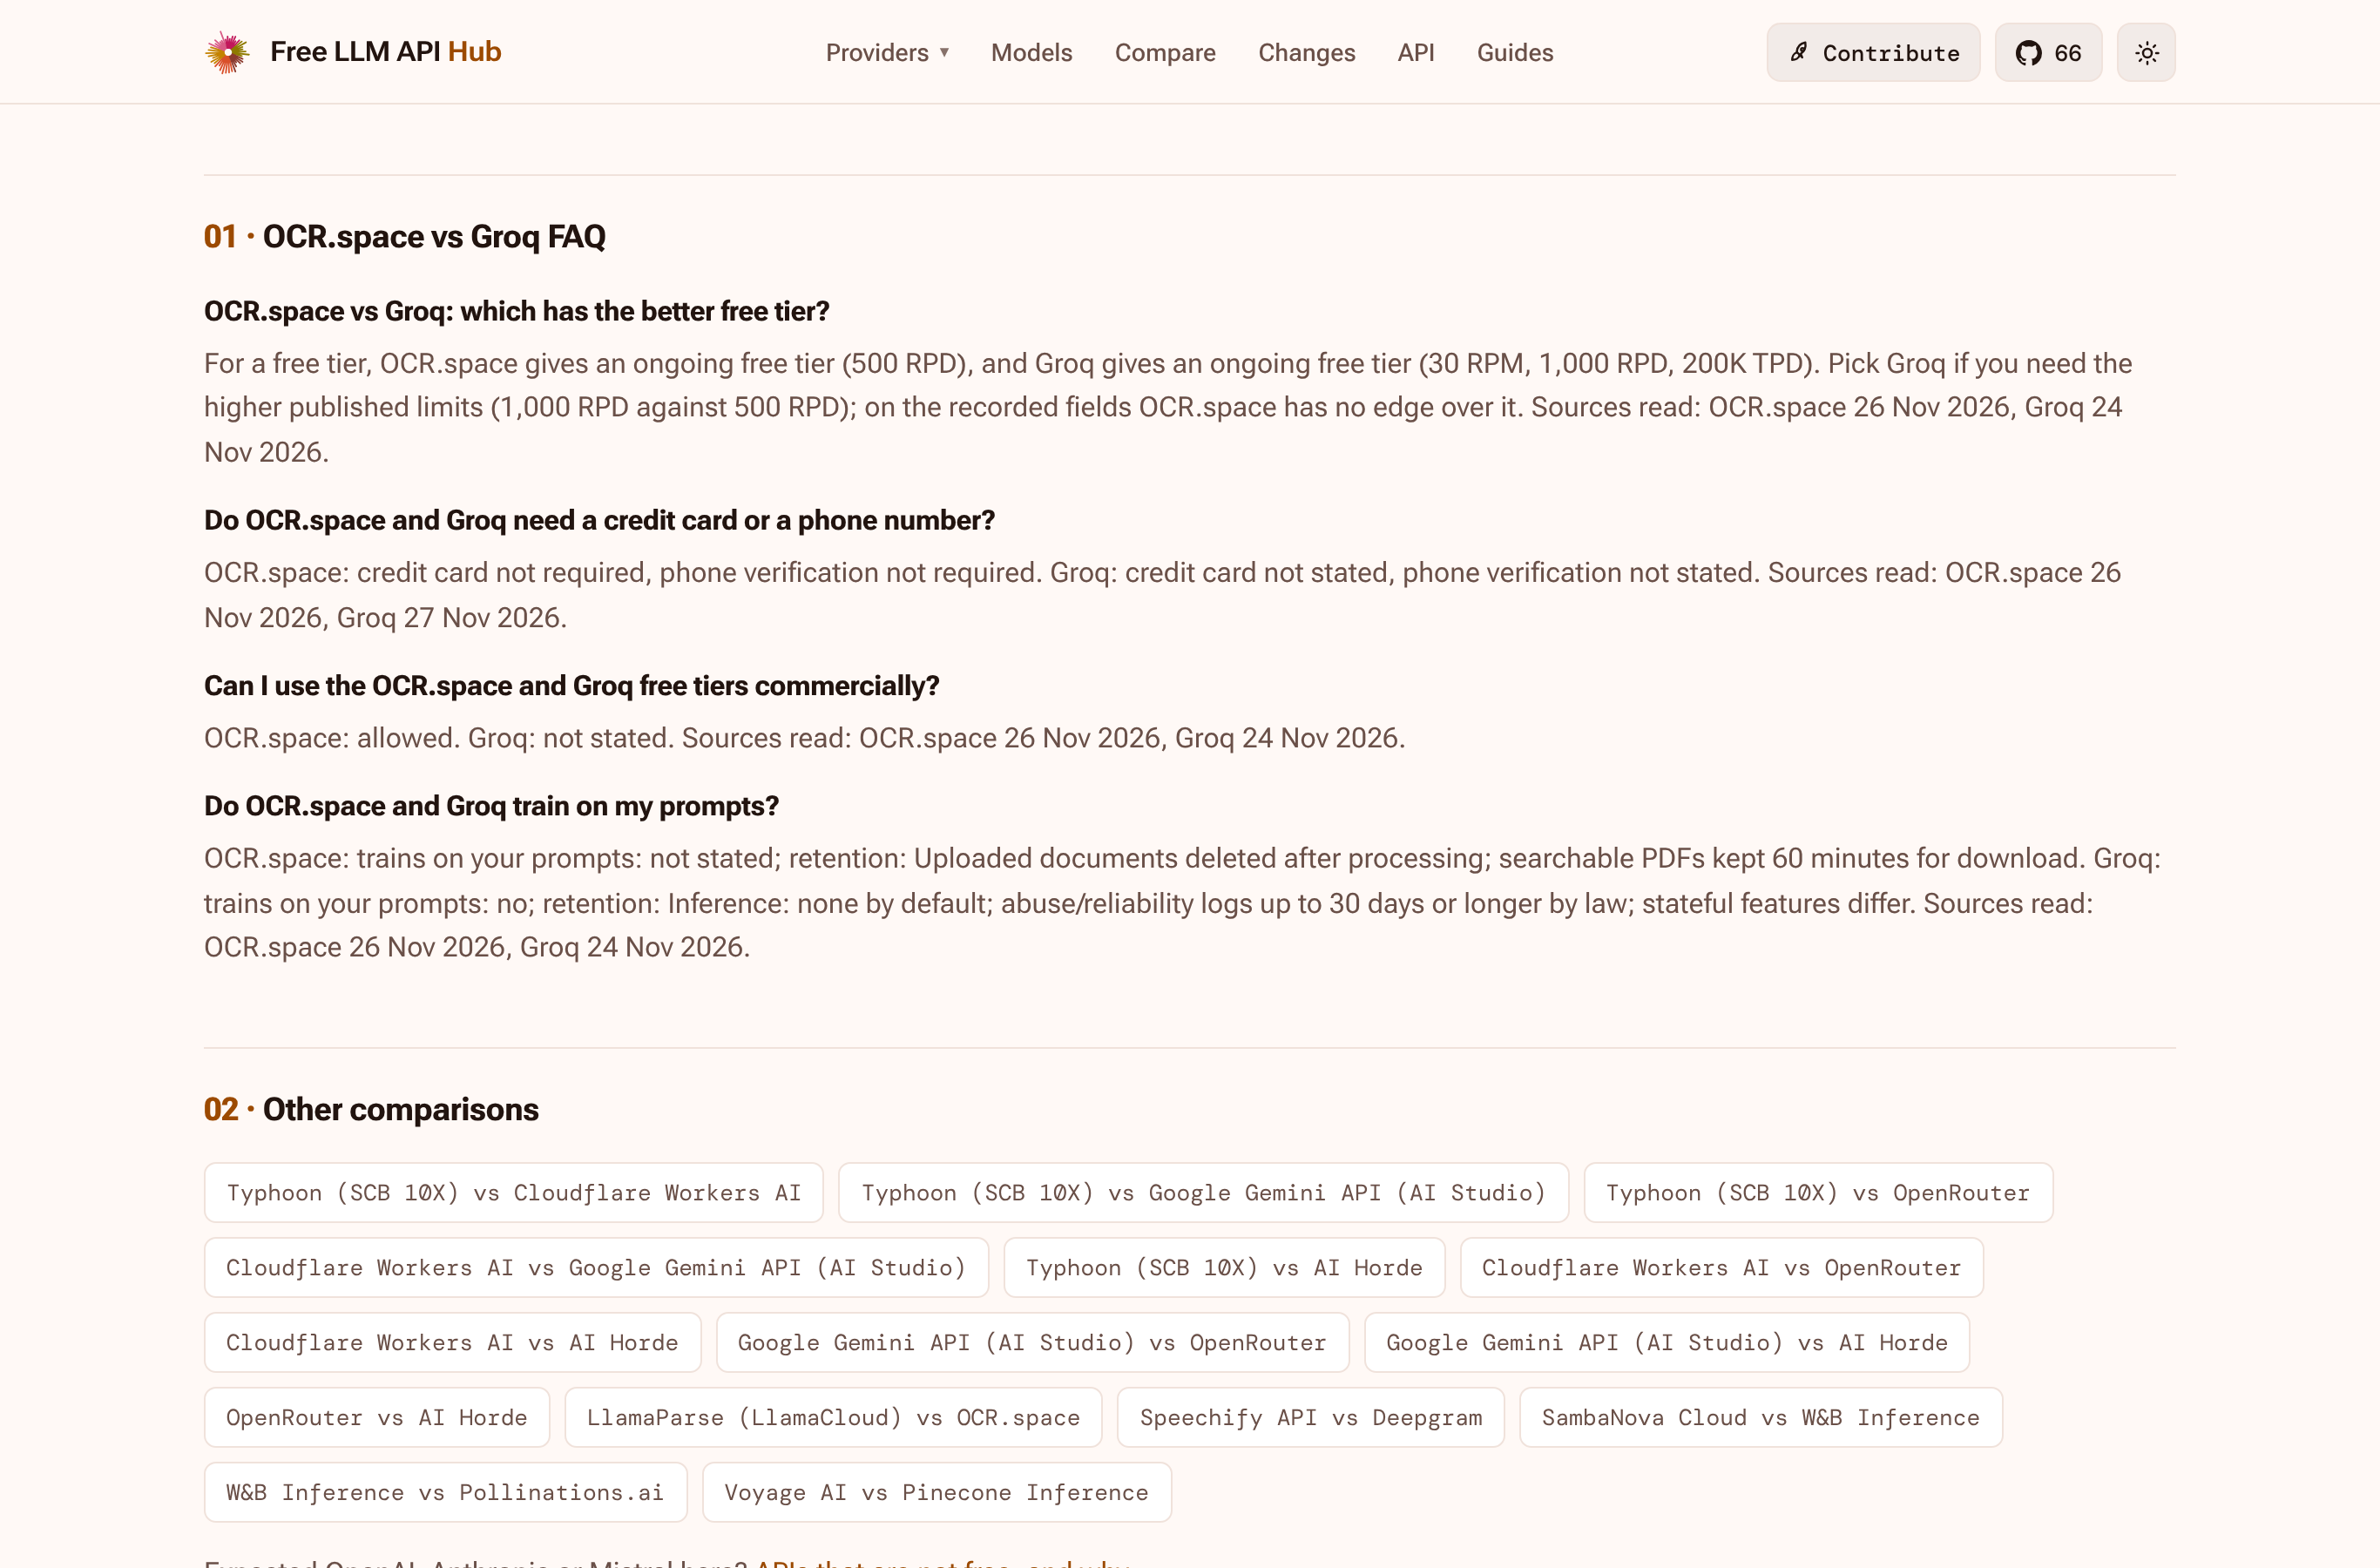 Free LLM API Hub
Providers ▾ Models Compare Changes API Guides
Contribute 66
01 · OCR.space vs Groq FAQ
OCR.space vs Groq: which has the better free tier?
For a free tier, OCR.space gives an ongoing free tier (500 RPD), and Groq gives an ongoing free tier (30 RPM, 1,000 RPD, 200K TPD). Pick Groq if you need the
higher published limits (1,000 RPD against 500 RPD); on the recorded fields OCR.space has no edge over it. Sources read: OCR.space 26 Nov 2026, Groq 24
Nov 2026.
Do OCR.space and Groq need a credit card or a phone number?
OCR.space: credit card not required, phone verification not required. Groq: credit card not stated, phone verification not stated. Sources read: OCR.space 26
Nov 2026, Groq 27 Nov 2026.
Can I use the OCR.space and Groq free tiers commercially?
OCR.space: allowed. Groq: not stated. Sources read: OCR.space 26 Nov 2026, Groq 24 Nov 2026.
Do OCR.space and Groq train on my prompts?
OCR.space: trains on your prompts: not stated; retention: Uploaded documents deleted after processing; searchable PDFs kept 60 minutes for download. Groq:
trains on your prompts: no; retention: Inference: none by default; abuse/reliability logs up to 30 days or longer by law; stateful features differ. Sources read:
OCR.space 26 Nov 2026, Groq 24 Nov 2026.
02 · Other comparisons
Typhoon (SCB 10X) vs Cloudflare Workers AI
Typhoon (SCB 10X) vs Google Gemini API (AI Studio)
Typhoon (SCB 10X) vs OpenRouter
Cloudflare Workers AI vs Google Gemini API (AI Studio)
Typhoon (SCB 10X) vs AI Horde
Cloudflare Workers AI vs OpenRouter
Cloudflare Workers AI vs AI Horde
Google Gemini API (AI Studio) vs OpenRouter
Google Gemini API (AI Studio) vs AI Horde
OpenRouter vs AI Horde
LlamaParse (LlamaCloud) vs OCR.space
Speechify API vs Deepgram
SambaNova Cloud vs W&B Inference
W&B Inference vs Pollinations.ai
Voyage AI vs Pinecone Inference
Expected OpenAI, Anthropic or Mistral here? APIs that are not free, and why